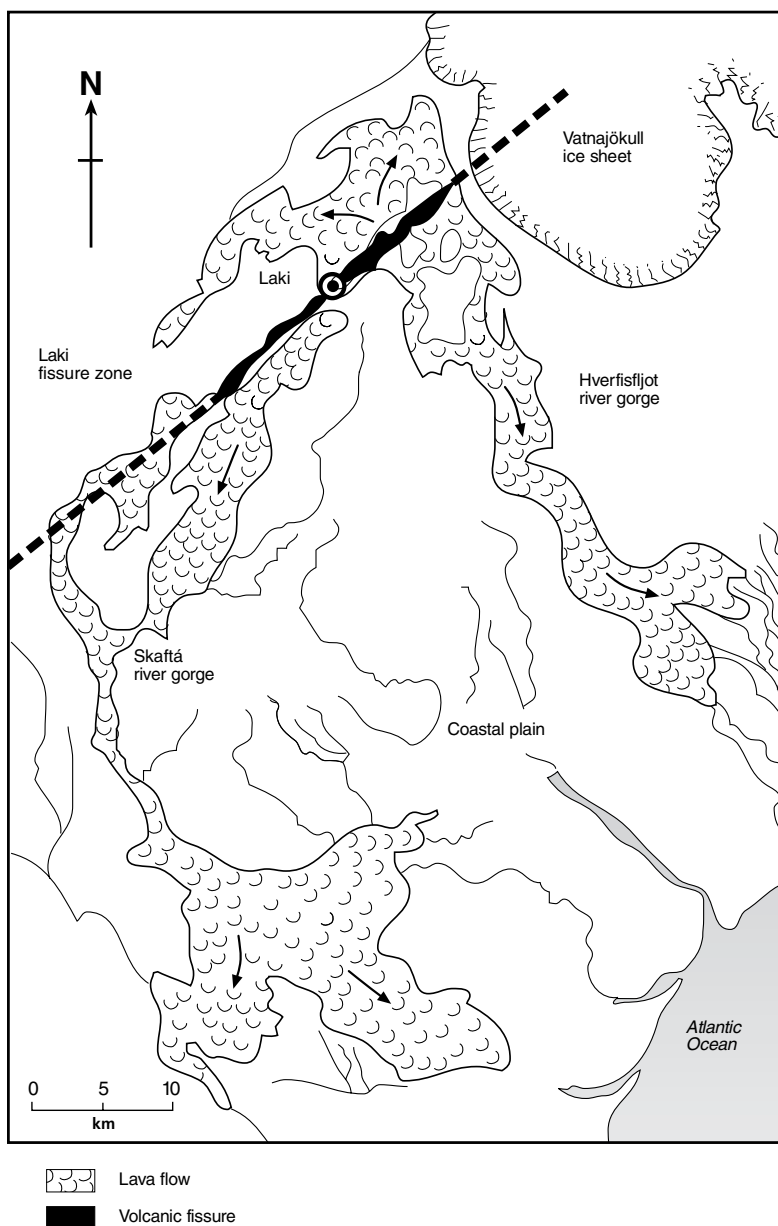 N
Vatnajökull
ice sheet
Laki
Laki
fissure zone
Hverfisfljot
river gorge
Skaftá
river gorge
Coastal plain
Atlantic
Ocean
0 5 10
km
Lava flow
Volcanic fissure